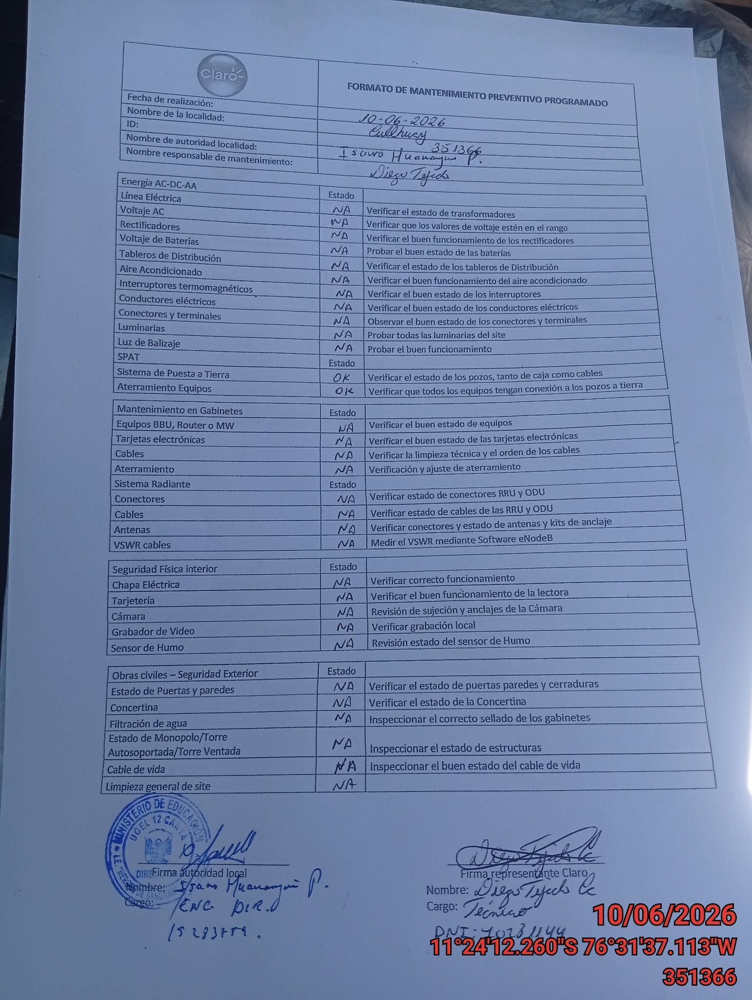 Claro
FORMATO DE MANTENIMIENTO PREVENTIVO PROGRAMADO
Fecha de realización: 10-06-2026
Nombre de la localidad: Cullhuay
ID: 351366
Nombre de autoridad localidad: Isauro P.
Nombre responsable de mantenimiento: Diego Tejeda
Energía AC-DC-AA Estado
Línea Eléctrica NA Verificar el estado de transformadores
Voltaje AC NA Verificar que los valores de voltaje estén en el rango
Rectificadores NA Verificar el buen funcionamiento de los rectificadores
Voltaje de Baterías NA Probar el buen estado de las baterías
Tableros de Distribución NA Verificar el estado de los tableros de Distribución
Aire Acondicionado NA Verificar el buen funcionamiento del aire acondicionado
Interruptores termomagnéticos NA Verificar el buen estado de los interruptores
Conductores eléctricos NA Verificar el buen estado de los conductores eléctricos
Conectores y terminales NA Observar el buen estado de los conectores y terminales
Luminarias NA Probar todas las luminarias del site
Luz de Balizaje NA Probar el buen funcionamiento
SPAT Estado
Sistema de Puesta a Tierra OK Verificar el estado de los pozos, tanto de caja como cables
Aterramiento Equipos OK Verificar que todos los equipos tengan conexión a los pozos a tierra
Mantenimiento en Gabinetes Estado
Equipos BBU, Router o MW NA Verificar el buen estado de equipos
Tarjetas electrónicas NA Verificar el buen estado de las tarjetas electrónicas
Cables NA Verificar la limpieza técnica y el orden de los cables
Aterramiento NA Verificación y ajuste de aterramiento
Sistema Radiante Estado
Conectores NA Verificar estado de conectores RRU y ODU
Cables NA Verificar estado de cables de las RRU y ODU
Antenas NA Verificar conectores y estado de antenas y kits de anclaje
VSWR cables NA Medir el VSWR mediante Software eNodeB
Seguridad Física interior Estado
Chapa Eléctrica NA Verificar correcto funcionamiento
Tarjetería NA Verificar el buen funcionamiento de la lectora
Cámara NA Revisión de sujeción y anclajes de la Cámara
Grabador de Video NA Verificar grabación local
Sensor de Humo NA Revisión estado del sensor de Humo
Obras civiles – Seguridad Exterior Estado
Estado de Puertas y paredes NA Verificar el estado de puertas paredes y cerraduras
Concertina NA Verificar el estado de la Concertina
Filtración de agua NA Inspeccionar el correcto sellado de los gabinetes
Estado de Monopolo/Torre
Autosoportada/Torre Ventada NA Inspeccionar el estado de estructuras
Cable de vida NA Inspeccionar el buen estado del cable de vida
Limpieza general de site NA
MINISTERIO DE EDUCACIÓN
UGEL 12 CANTA
Firma autoridad local
Nombre: Isauro P.
Cargo: ENC. DIR.
Diego Tejeda
Firma representante Claro
Nombre: Diego Tejeda
Cargo: Técnico
DNI:
10/06/2026
11°24'12.260"S 76°31'37.113"W
351366